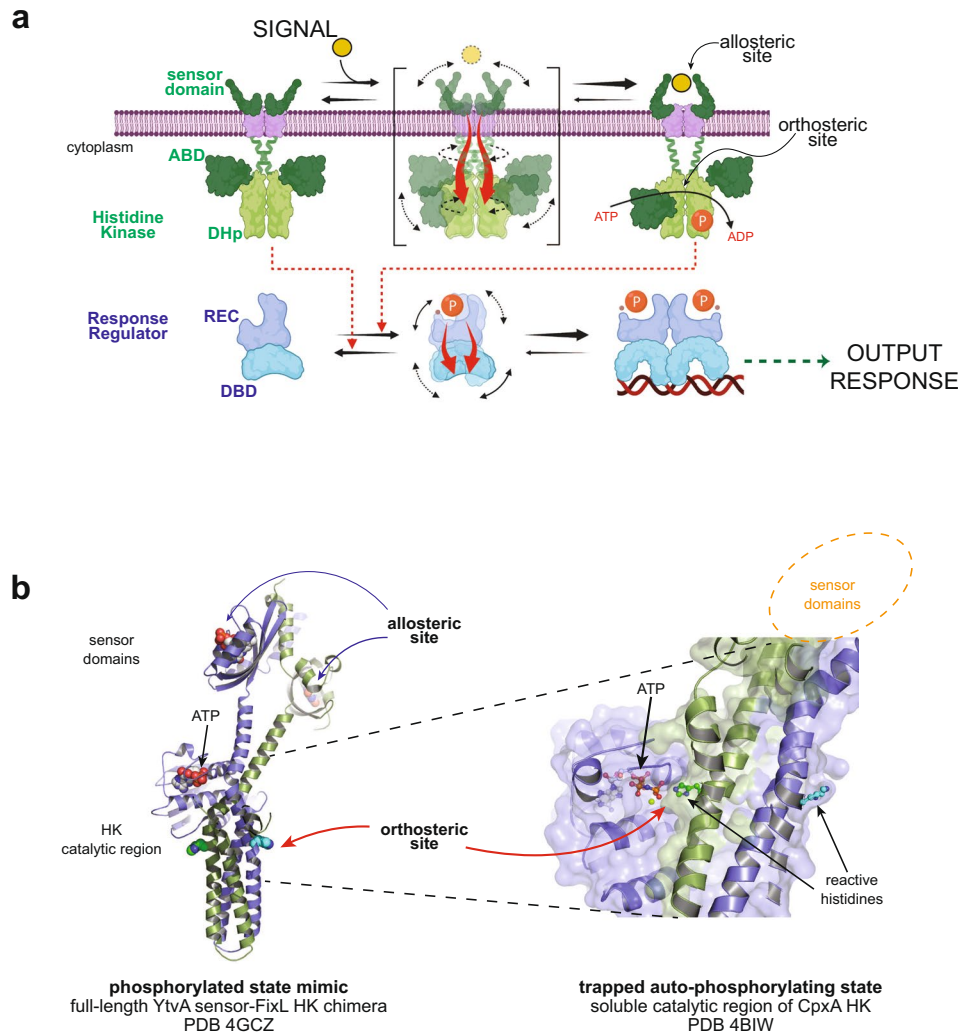 a
SIGNAL
allosteric
site
sensor
domain
orthosteric
site
cytoplasm
ABD
Histidine
Kinase
DHp
ATP
P
ADP
Response
Regulator
REC
DBD
P
P
P
OUTPUT
RESPONSE
b
sensor
domains
allosteric
site
sensor
domains
ATP
ATP
HK
catalytic region
orthosteric
site
reactive
histidines
phosphorylated state mimic
full-length YtvA sensor-FixL HK chimera
PDB 4GCZ
trapped auto-phosphorylating state
soluble catalytic region of CpxA HK
PDB 4BIW